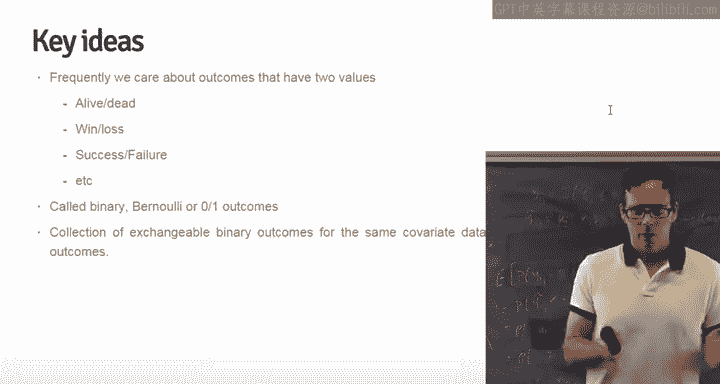 GPT中英字幕课程资源@bilibili.com
Key ideas
· Frequently we care about outcomes that have two values
- Alive/dead
- Win/loss
- Success/Failure
- etc
· Called binary, Bernoulli or 0/1 outcomes
· Collection of exchangeable binary outcomes for the same covariate data
outcomes.